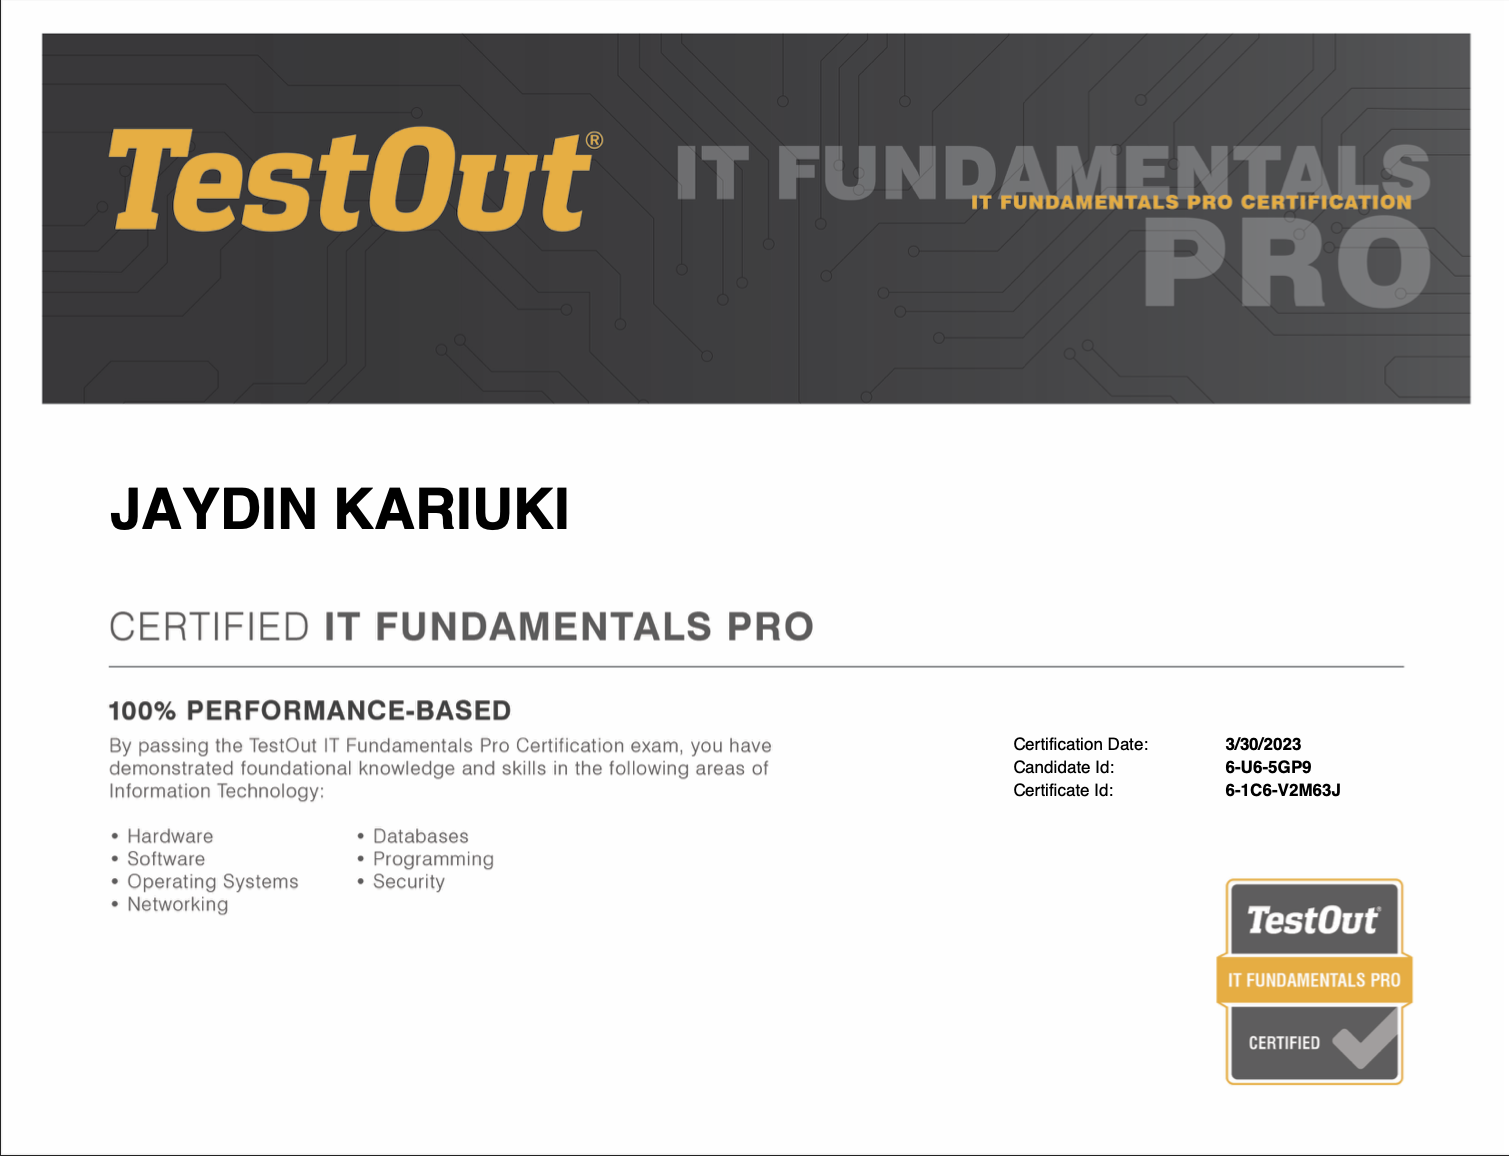 TestOut®
IT FUNDAMENTALS
IT FUNDAMENTALS PRO CERTIFICATION
PRO
JAYDIN KARIUKI
CERTIFIED IT FUNDAMENTALS PRO
100% PERFORMANCE-BASED
By passing the TestOut IT Fundamentals Pro Certification exam, you have
demonstrated foundational knowledge and skills in the following areas of
Information Technology:
• Hardware
• Software
• Operating Systems
• Networking
• Databases
• Programming
• Security
Certification Date: 3/30/2023
Candidate Id: 6-U6-5GP9
Certificate Id: 6-1C6-V2M63J
TestOut®
IT FUNDAMENTALS PRO
CERTIFIED